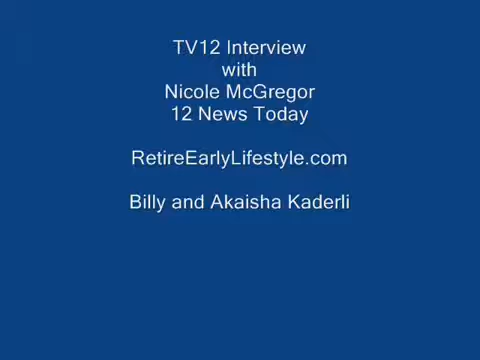 TV12 Interview
with
Nicole McGregor
12 News Today
RetireEarlyLifestyle.com
Billy and Akaisha Kaderli